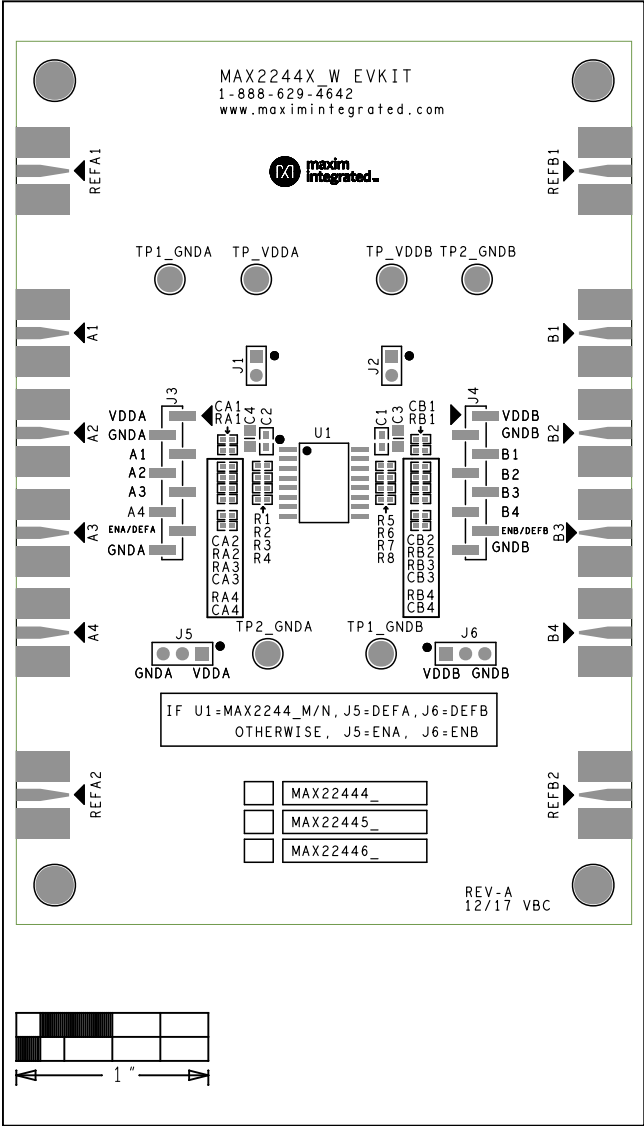 MAX2244X_W EVKIT
1-888-629-4642
www.maximintegrated.com
maxim
integrated™
REFA1
REFB1
TP1_GNDA
TP_VDDA
TP_VDDB
TP2_GNDB
A1
B1
J1
J2
J3
CA1
RA1
C4
C2
U1
C1
C3
CB1
RB1
J4
VDDA
GNDA
A1
A2
A3
A4
ENA/DEFA
GNDA
A2
A3
VDDB
GNDB
B1
B2
B3
B4
ENB/DEFB
GNDB
B2
B3
R1
R2
R3
R4
R5
R6
R7
R8
CA2
RA2
RA3
CA3
RA4
CA4
CB2
RB2
RB3
CB3
RB4
CB4
A4
B4
J5
TP2_GNDA
TP1_GNDB
J6
GNDA VDDA
VDDB GNDB
IF U1=MAX2244_M/N, J5=DEFA, J6=DEFB
OTHERWISE, J5=ENA, J6=ENB
REFA2
REFB2
MAX22444_
MAX22445_
MAX22446_
REV-A
12/17 VBC
1"